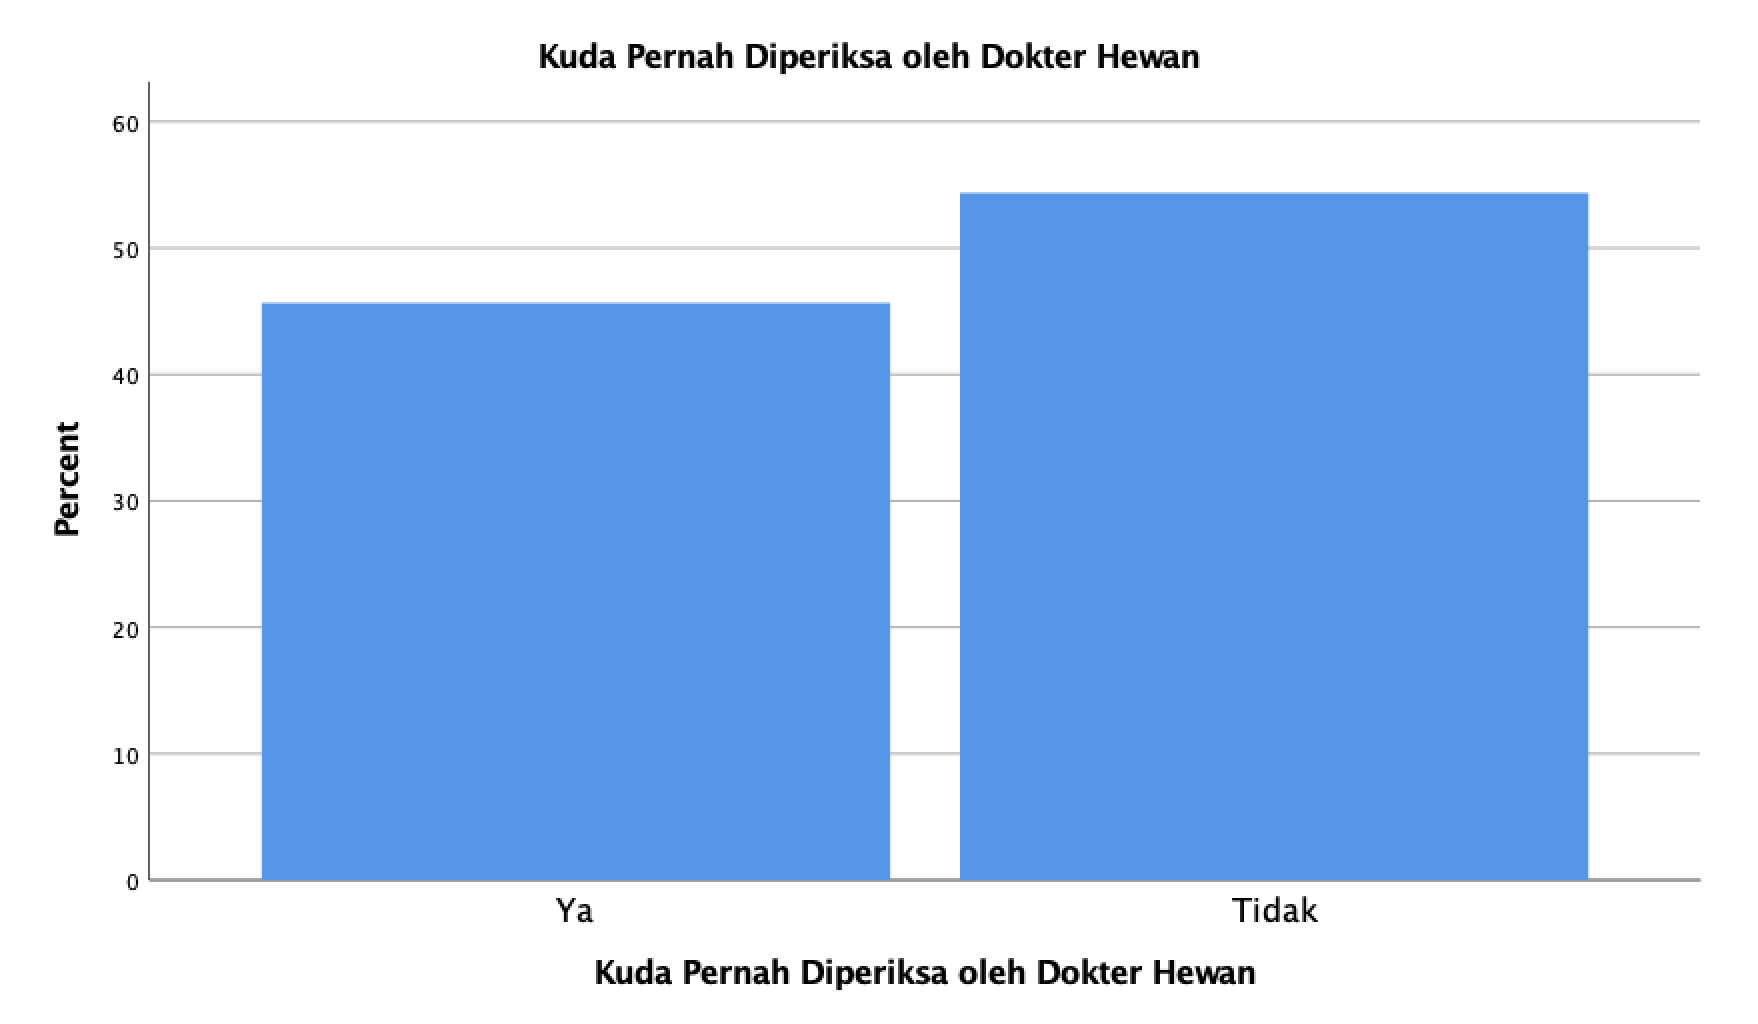 Kuda Pernah Diperiksa oleh Dokter Hewan
60
50
40
30
20
10
0
Percent
Ya
Tidak
Kuda Pernah Diperiksa oleh Dokter Hewan